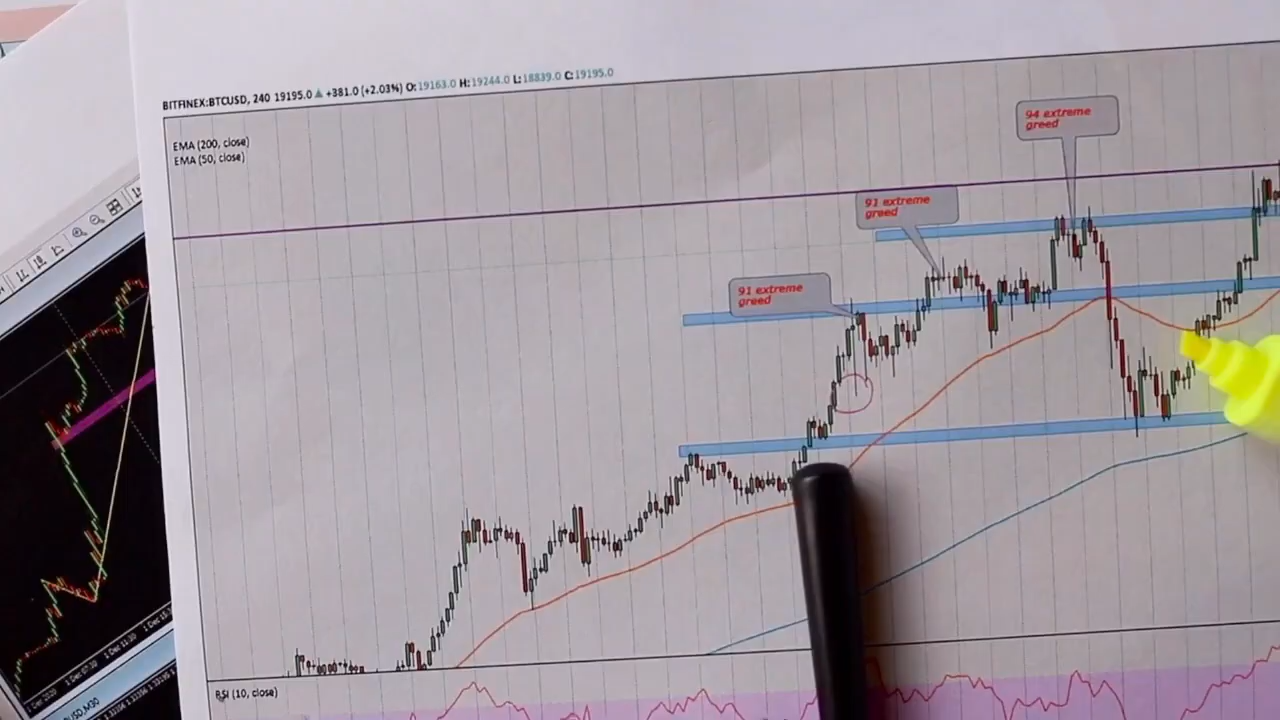 BITFINEX:BTCUSD, 240 19195.0 ▲ +381.0 (+2.03%) O:19163.0 H:19244.0 L:18839.0 C:19195.0
EMA (200, close)
EMA (50, close)
94 extreme
greed
91 extreme
greed
91 extreme
greed
RSI (10, close)